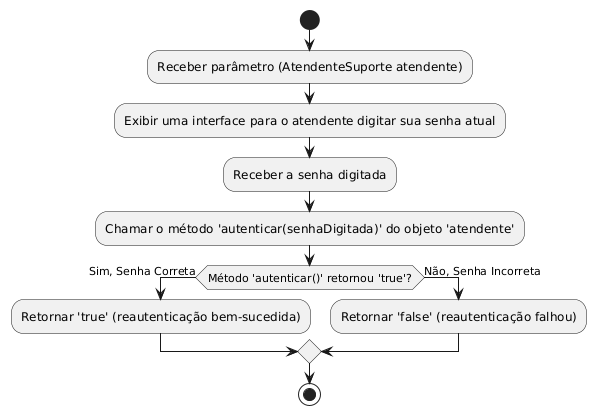 Receber parâmetro (AtendenteSuporte atendente)
Exibir uma interface para o atendente digitar sua senha atual
Receber a senha digitada
Chamar o método 'autenticar(senhaDigitada)' do objeto 'atendente'
Sim, Senha Correta
Método 'autenticar()' retornou 'true'?
Não, Senha Incorreta
Retornar 'true' (reautenticação bem-sucedida)
Retornar 'false' (reautenticação falhou)